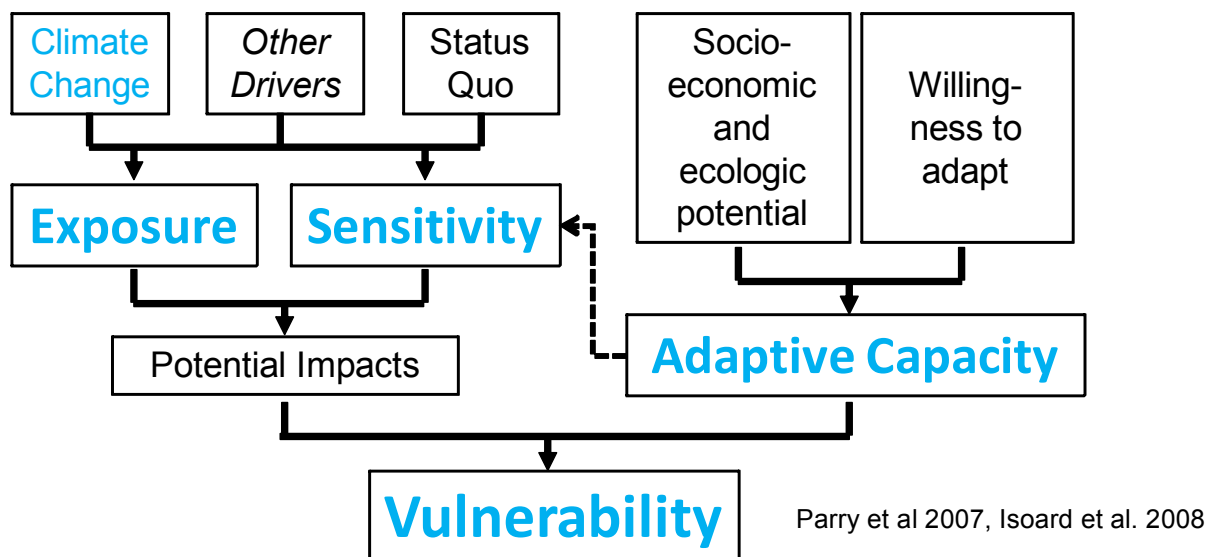 Climate
Change
Other
Drivers
Status
Quo
Socio-
economic
and
ecologic
potential
Willing-
ness to
adapt
Exposure
Sensitivity
Potential Impacts
Adaptive Capacity
Vulnerability
Parry et al 2007, Isoard et al. 2008